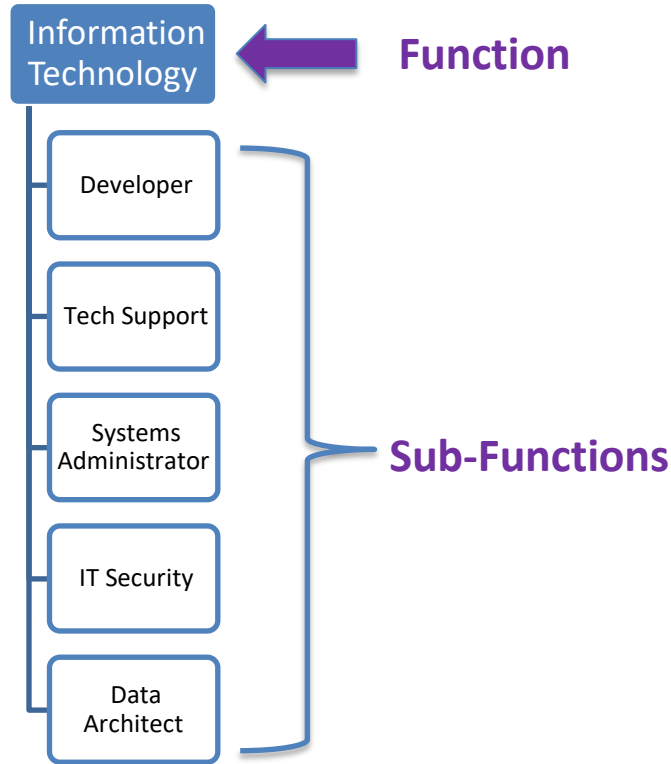 Information
Technology
Function
Developer
Tech Support
Systems
Administrator
Sub-Functions
IT Security
Data
Architect